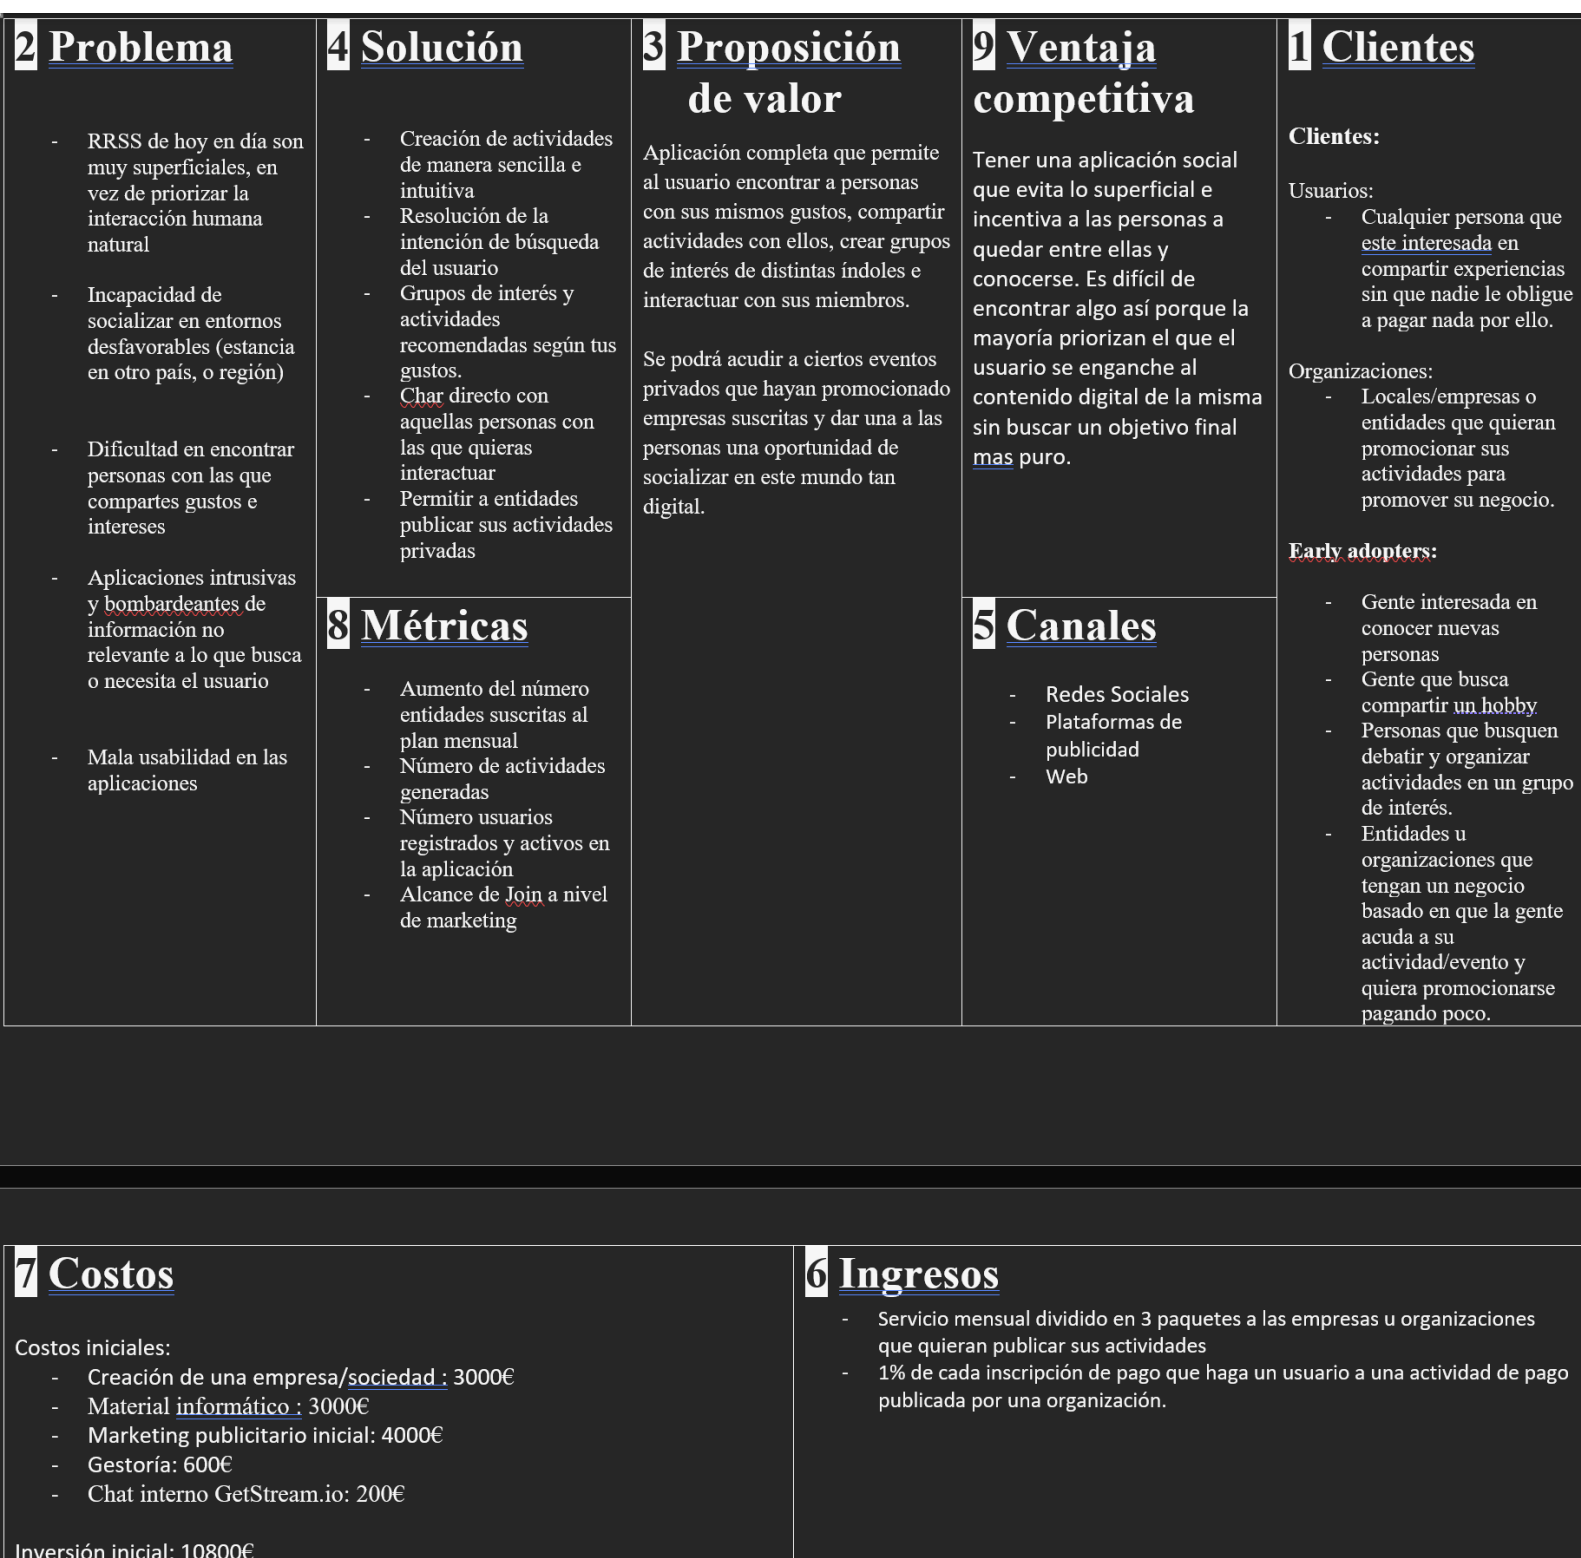 2 Problema
- RRSS de hoy en día son
muy superficiales, en
vez de priorizar la
interacción humana
natural
- Incapacidad de
socializar en entornos
desfavorables (estancia
en otro país, o región)
- Dificultad en encontrar
personas con las que
compartes gustos e
intereses
- Aplicaciones intrusivas
y bombardeantes de
información no
relevante a lo que busca
o necesita el usuario
- Mala usabilidad en las
aplicaciones
4 Solución
- Creación de actividades
de manera sencilla e
intuitiva
- Resolución de la
intención de búsqueda
del usuario
- Grupos de interés y
actividades
recomendadas según tus
gustos.
- Char directo con
aquellas personas con
las que quieras
interactuar
- Permitir a entidades
publicar sus actividades
privadas
8 Métricas
- Aumento del número
entidades suscritas al
plan mensual
- Número de actividades
generadas
- Número usuarios
registrados y activos en
la aplicación
- Alcance de Join a nivel
de marketing
3 Proposición
de valor
Aplicación completa que permite
al usuario encontrar a personas
con sus mismos gustos, compartir
actividades con ellos, crear grupos
de interés de distintas índoles e
interactuar con sus miembros.
Se podrá acudir a ciertos eventos
privados que hayan promocionado
empresas suscritas y dar una a las
personas una oportunidad de
socializar en este mundo tan
digital.
9 Ventaja
competitiva
Tener una aplicación social
que evita lo superficial e
incentiva a las personas a
quedar entre ellas y
conocerse. Es difícil de
encontrar algo así porque la
mayoría priorizan el que el
usuario se enganche al
contenido digital de la misma
sin buscar un objetivo final
mas puro.
5 Canales
- Redes Sociales
- Plataformas de
publicidad
- Web
1 Clientes
Clientes:
Usuarios:
- Cualquier persona que
este interesada en
compartir experiencias
sin que nadie le obligue
a pagar nada por ello.
Organizaciones:
- Locales/empresas o
entidades que quieran
promocionar sus
actividades para
promover su negocio.
Early adopters:
- Gente interesada en
conocer nuevas
personas
- Gente que busca
compartir un hobby
- Personas que busquen
debatir y organizar
actividades en un grupo
de interés.
- Entidades u
organizaciones que
tengan un negocio
basado en que la gente
acuda a su
actividad/evento y
quiera promocionarse
pagando poco.
7 Costos
Costos iniciales:
- Creación de una empresa/sociedad : 3000€
- Material informático : 3000€
- Marketing publicitario inicial: 4000€
- Gestoría: 600€
- Chat interno GetStream.io: 200€
Inversión inicial: 10800€
6 Ingresos
- Servicio mensual dividido en 3 paquetes a las empresas u organizaciones
que quieran publicar sus actividades
- 1% de cada inscripción de pago que haga un usuario a una actividad de pago
publicada por una organización.